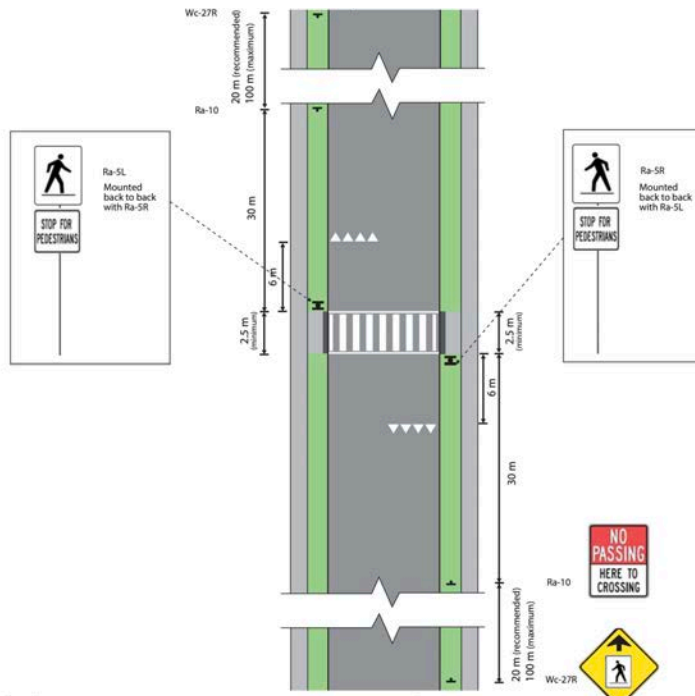 Wc-27R
20 m (recommended)
100 m (maximum)
Ra-10
30 m
6 m
2.5 m
(minimum)
Ra-5L
Mounted
back to back
with Ra-5R
STOP FOR
PEDESTRIANS
Ra-5R
Mounted
back to back
with Ra-5L
STOP FOR
PEDESTRIANS
2.5 m
(minimum)
6 m
30 m
Ra-10
NO
PASSING
HERE TO
CROSSING
20 m (recommended)
100 m (maximum)
Wc-27R